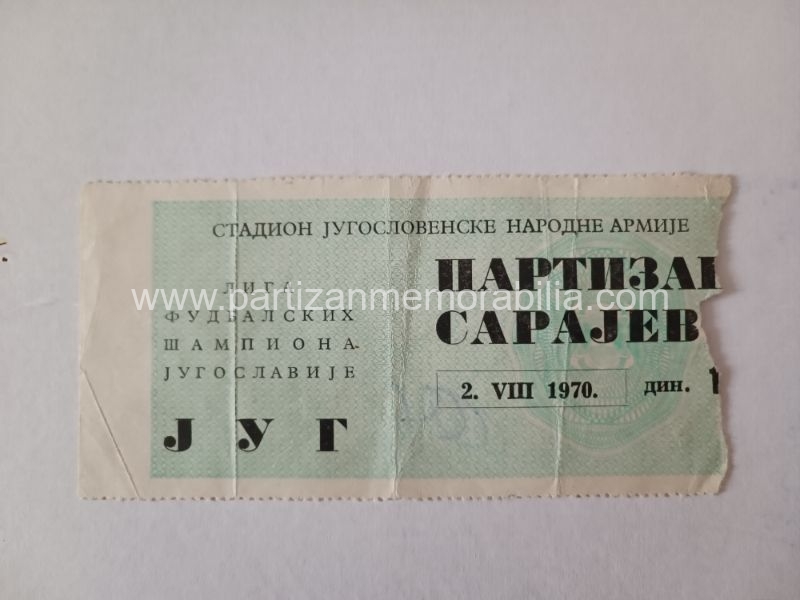 СТАДИОН ЈУГОСЛОВЕНСКЕ НАРОДНЕ АРМИЈЕ
ЛИГА
ФУДБАЛСКИХ
ШАМПИОНА
ЈУГОСЛАВИЈЕ
ЈУГ
ПАРТИЗАН
САРАЈЕВ
2. VIII 1970.
дин.
www.partizanmemorabilia.com